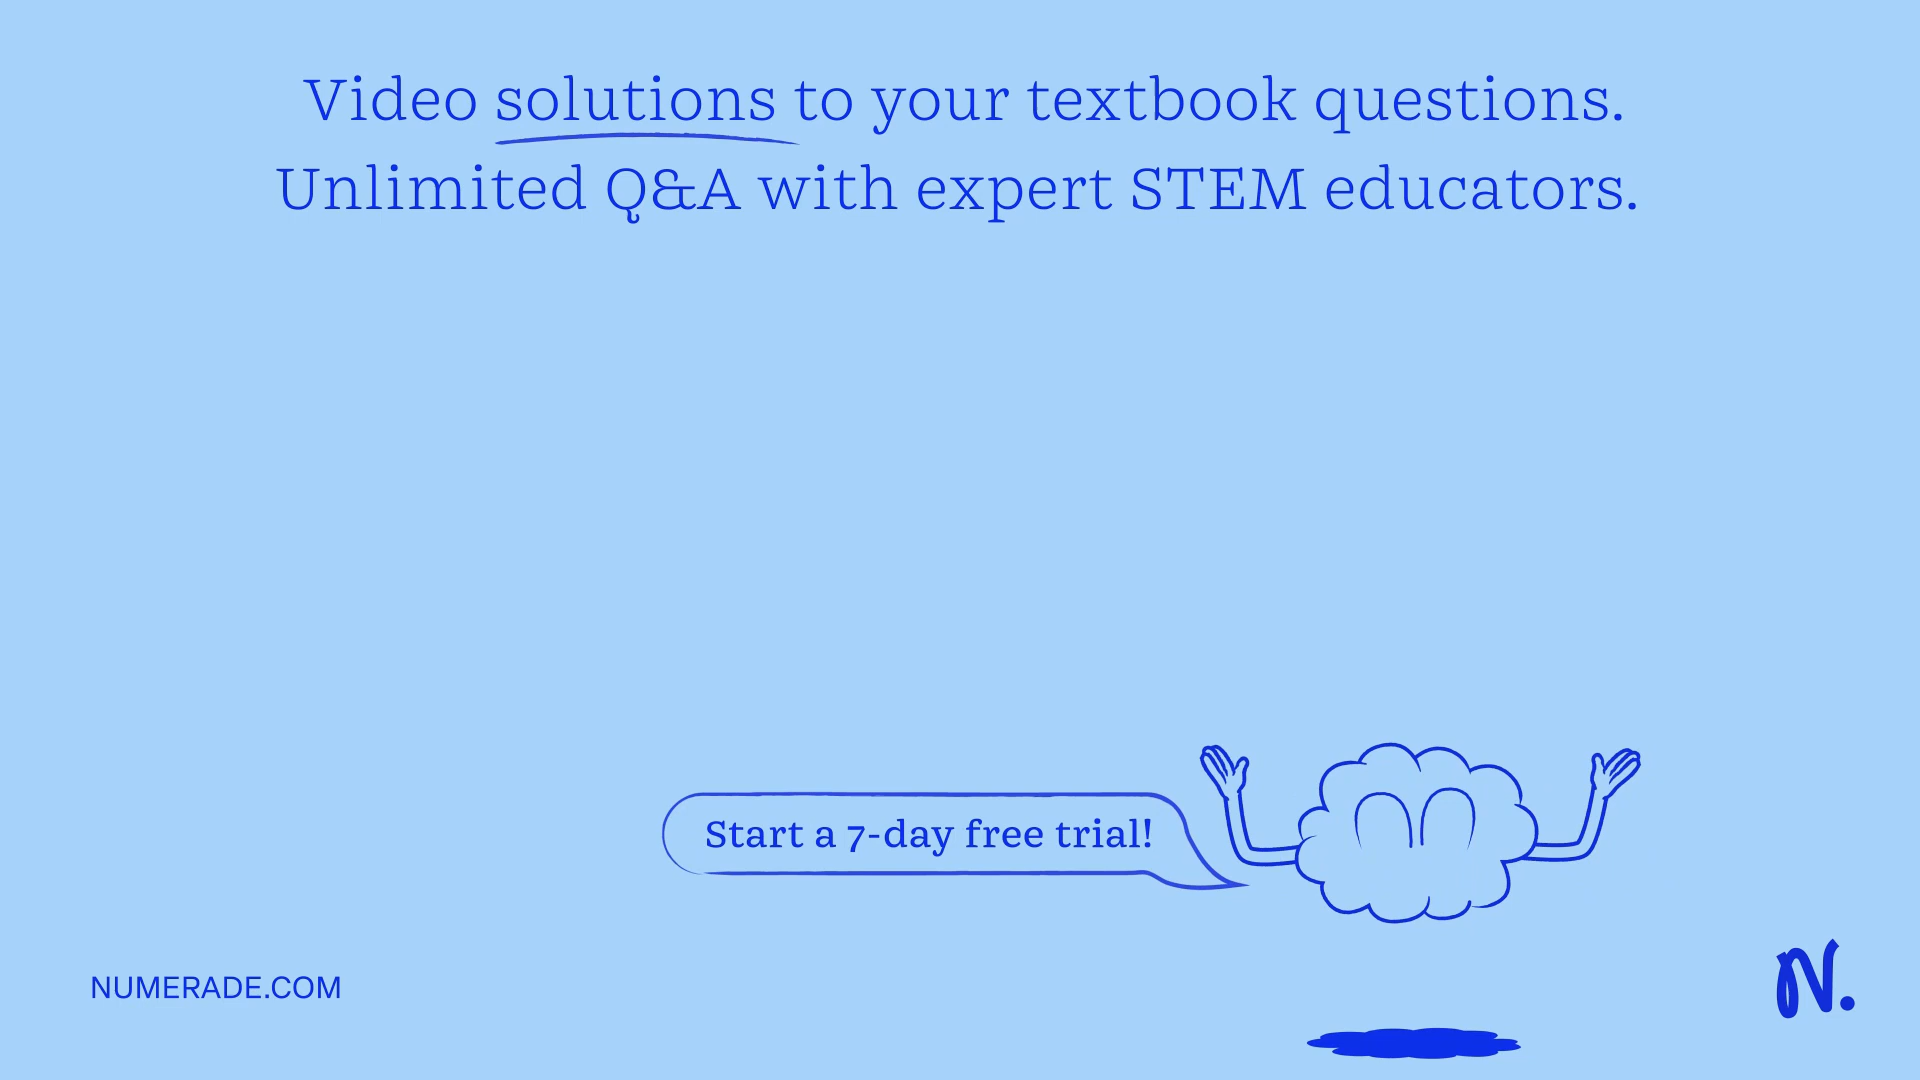 Video solutions to your textbook questions.
Unlimited Q&A with expert STEM educators.
Start a 7-day free trial!
NUMERADE.COM
N.